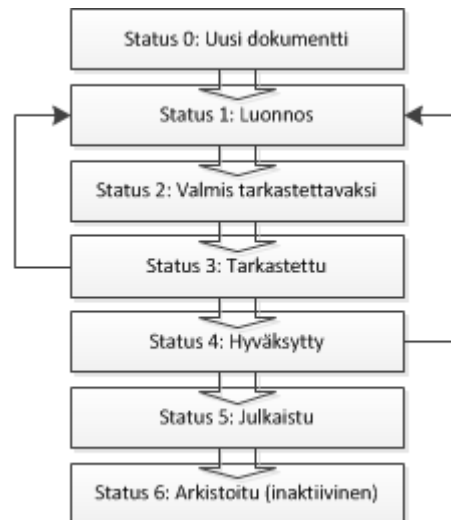 Status 0: Uusi dokumentti
Status 1: Luonnos
Status 2: Valmis tarkastettavaksi
Status 3: Tarkastettu
Status 4: Hyväksytty
Status 5: Julkaistu
Status 6: Arkistoitu (inaktiivinen)